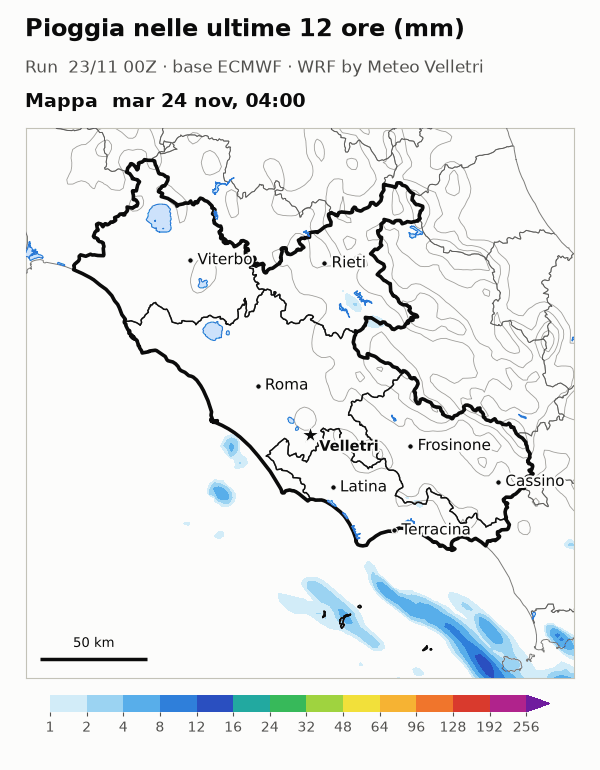 Pioggia nelle ultime 12 ore (mm)
Run  23/11 00Z · base ECMWF · WRF by Meteo Velletri
Mappa  mar 24 nov, 04:00
Viterbo
Rieti
Roma
Velletri
Frosinone
Latina
Cassino
Terracina
50 km
1 2 4 8 12 16 24 32 48 64 96 128 192 256